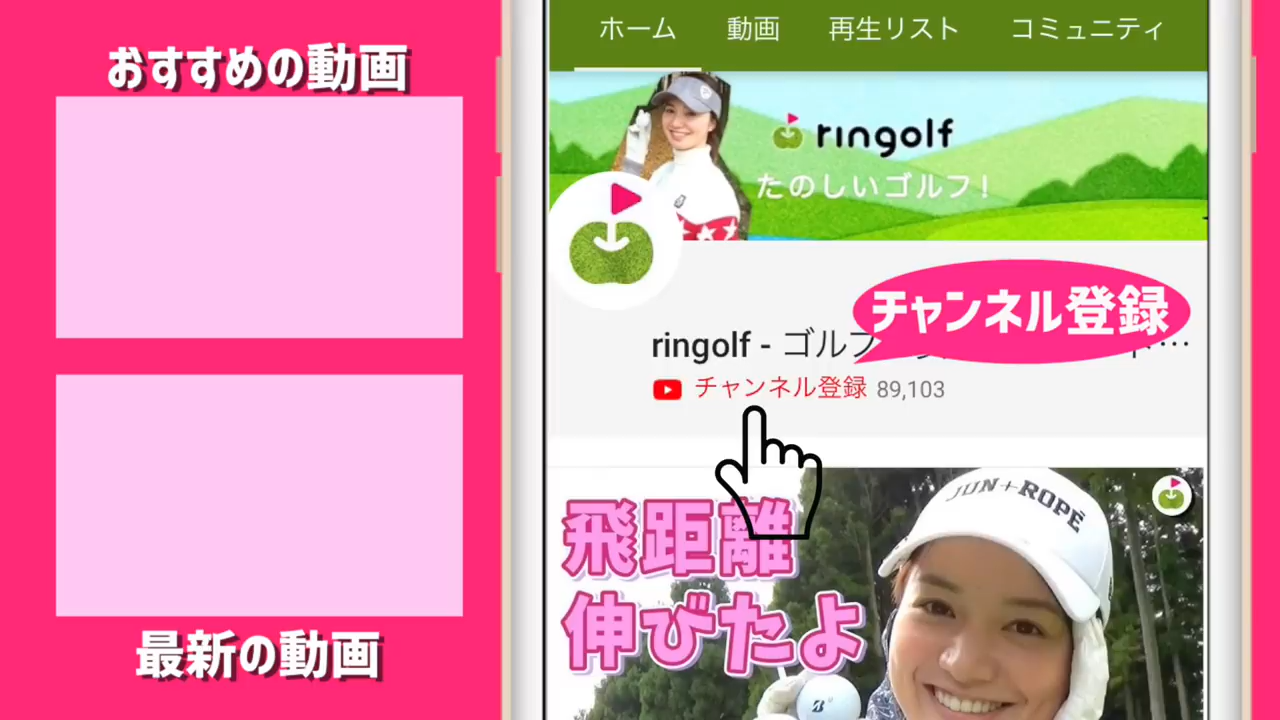 おすすめの動画
最新の動画
ホーム 動画 再生リスト コミュニティ
ringolf
たのしいゴルフ!
チャンネル登録
ringolf - ゴルフ
チャンネル登録 89,103
飛距離
伸びたよ
JUN+ROPÉ
B